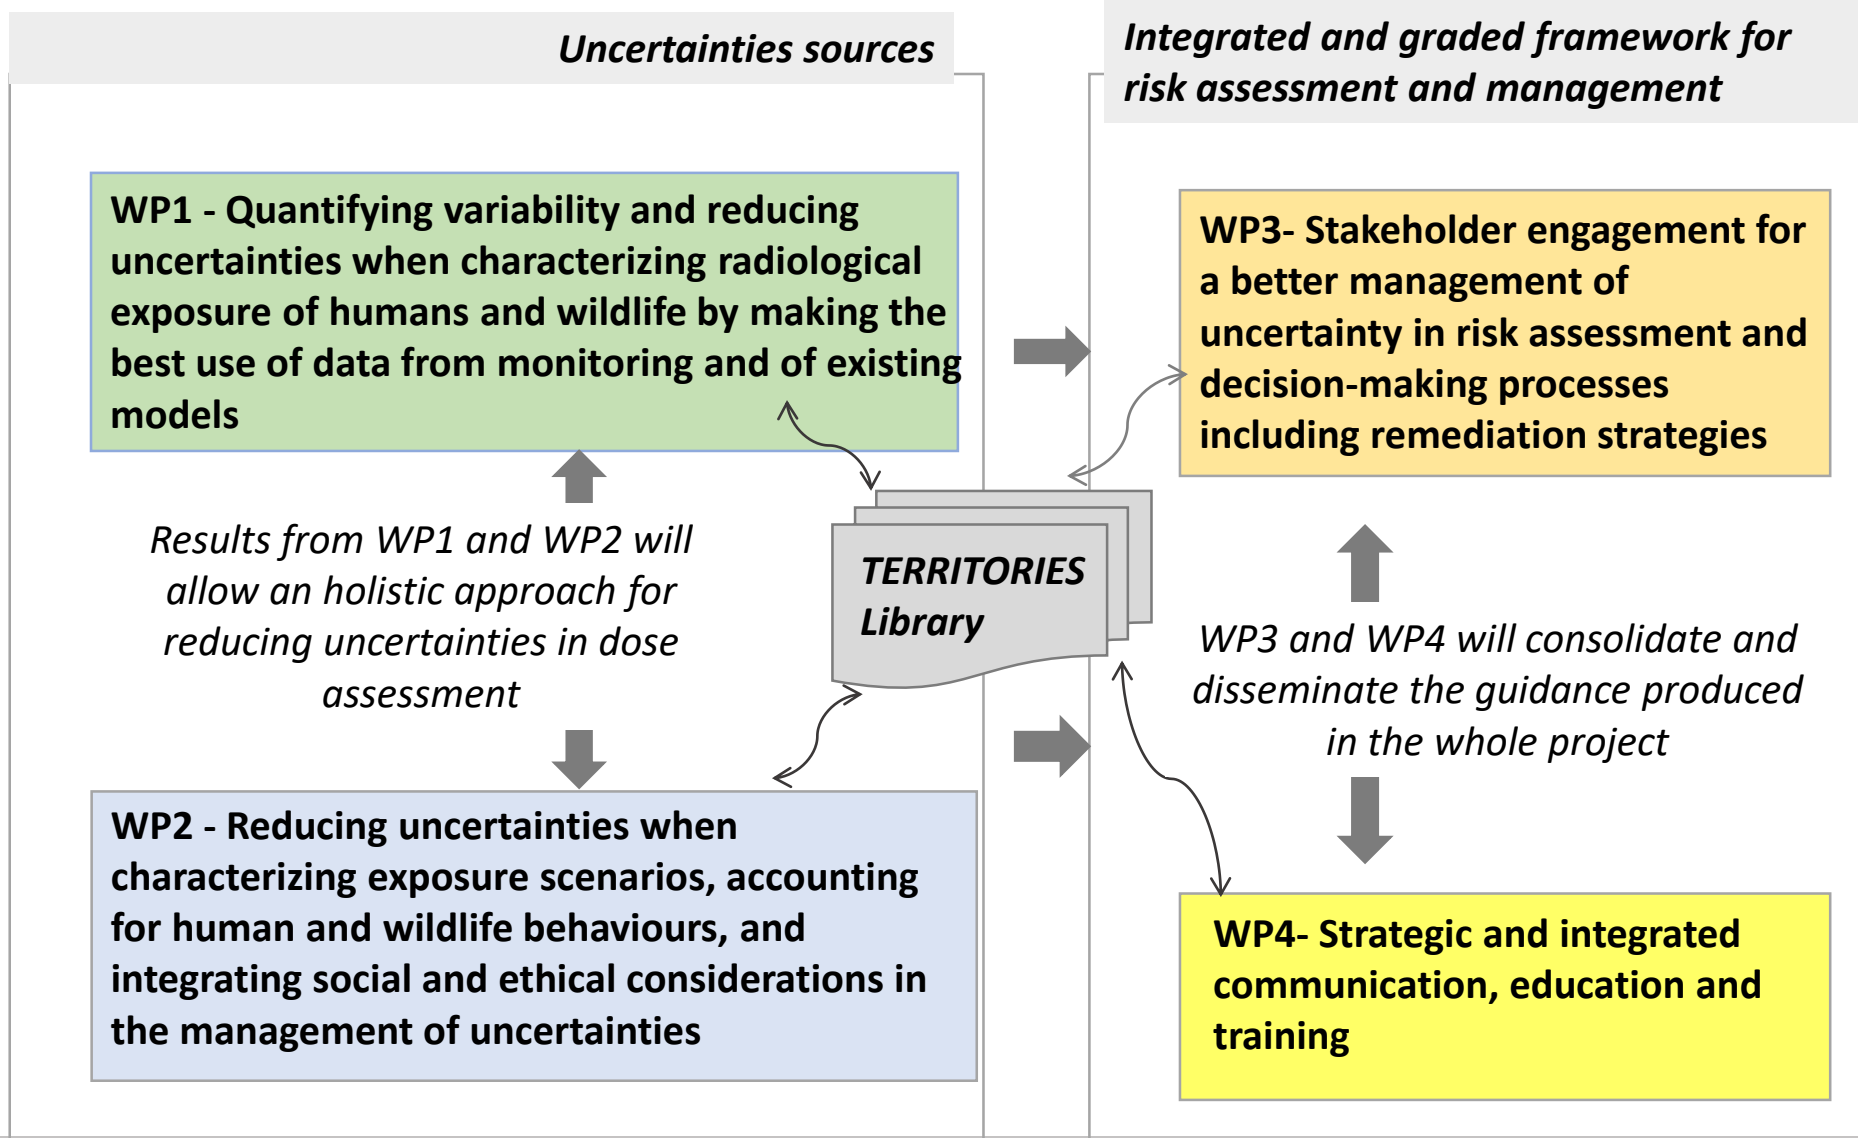 Uncertainties sources
Integrated and graded framework for
risk assessment and management
WP1 - Quantifying variability and reducing
uncertainties when characterizing radiological
exposure of humans and wildlife by making the
best use of data from monitoring and of existing
models
Results from WP1 and WP2 will
allow an holistic approach for
reducing uncertainties in dose
assessment
WP2 - Reducing uncertainties when
characterizing exposure scenarios, accounting
for human and wildlife behaviours, and
integrating social and ethical considerations in
the management of uncertainties
TERRITORIES
Library
WP3- Stakeholder engagement for
a better management of
uncertainty in risk assessment and
decision-making processes
including remediation strategies
WP3 and WP4 will consolidate and
disseminate the guidance produced
in the whole project
WP4- Strategic and integrated
communication, education and
training